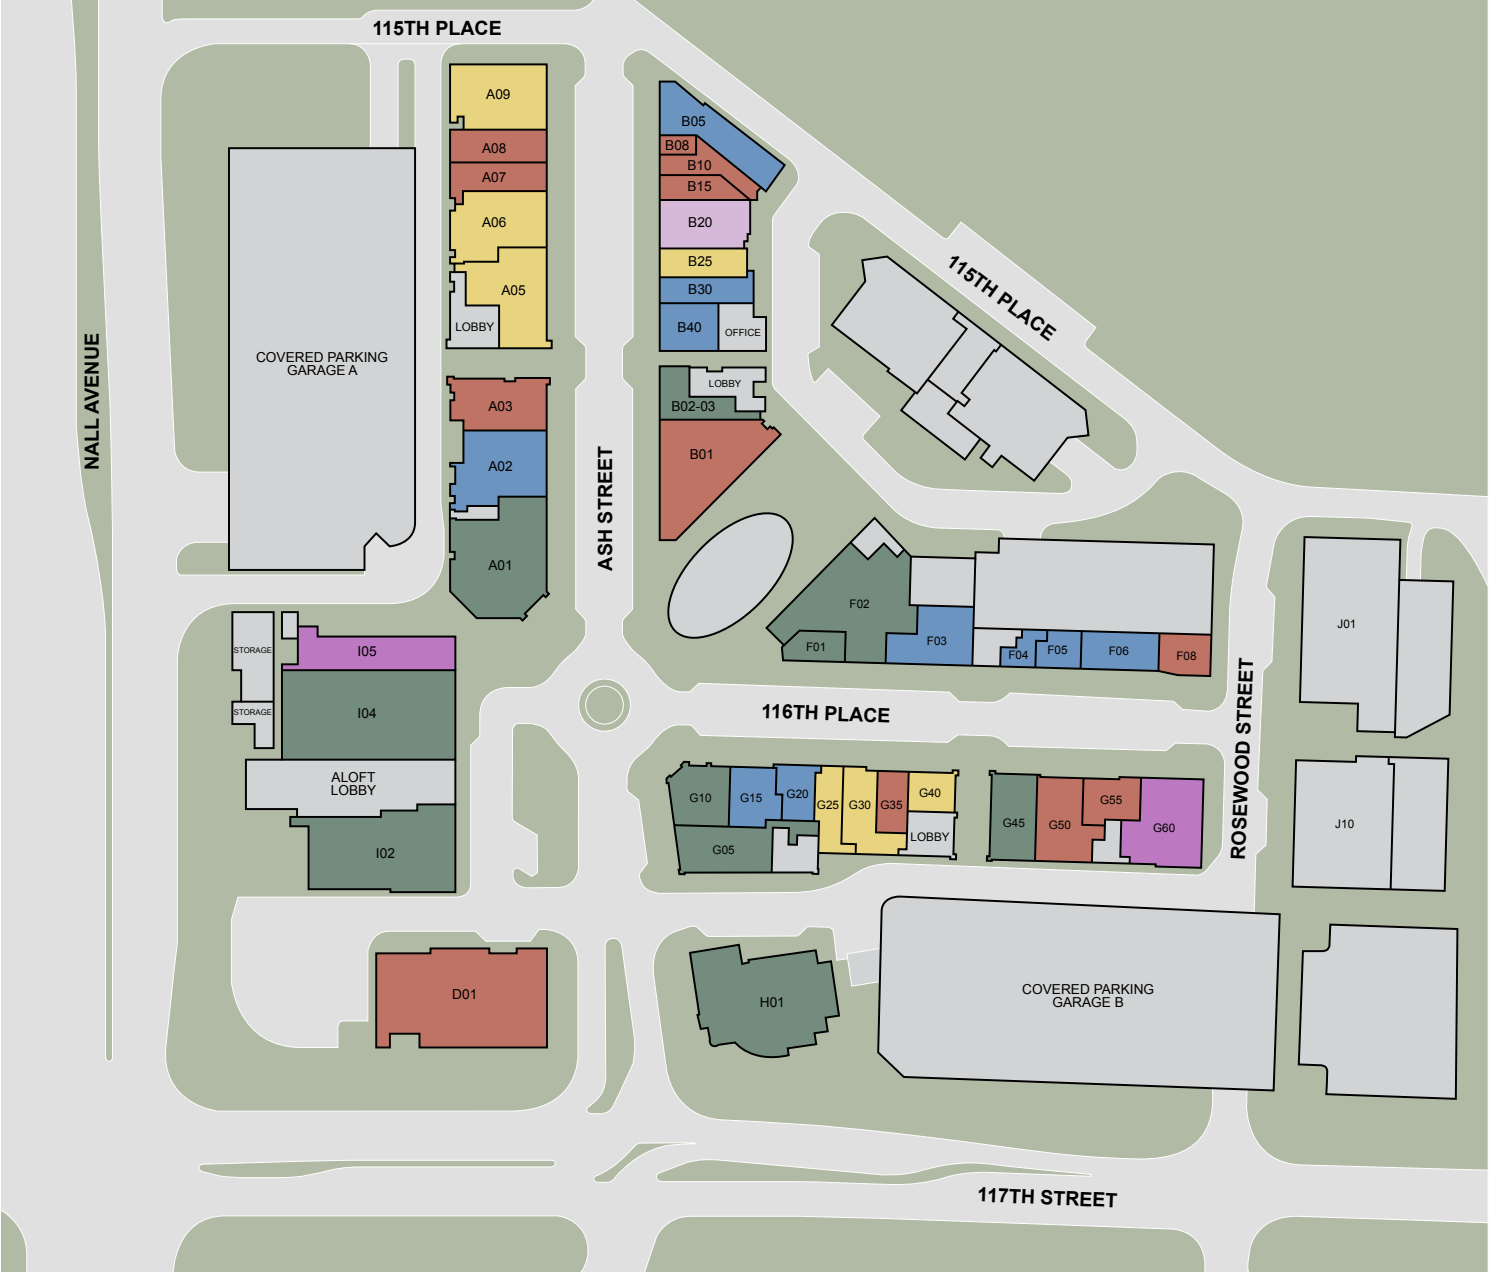 115TH PLACE
A09
A08
A07
A06
A05
LOBBY
B05
B08
B10
B15
B20
B25
B30
B40
OFFICE
115TH PLACE
COVERED PARKING
GARAGE A
NALL AVENUE
A03
A02
A01
ASH STREET
LOBBY
B02-03
B01
F02
F01
F03
F04
F05
F06
F08
J01
STORAGE
STORAGE
I05
I04
ALOFT
LOBBY
I02
116TH PLACE
ROSEWOOD STREET
G10
G15
G20
G25
G30
G35
G40
LOBBY
G05
G45
G50
G55
G60
J10
D01
H01
COVERED PARKING
GARAGE B
117TH STREET